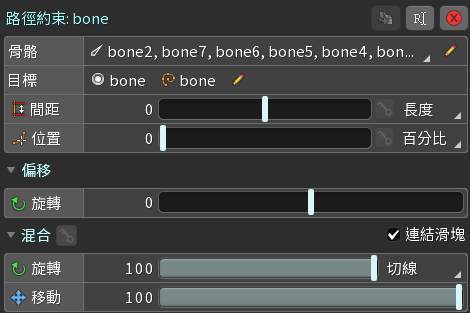 路徑約束: bone
骨骼 bone2, bone7, bone6, bone5, bone4, bon...
目標 bone bone
間距 0 長度
位置 0 百分比
偏移
旋轉 0
混合 連結滑塊
旋轉 100 切線
移動 100